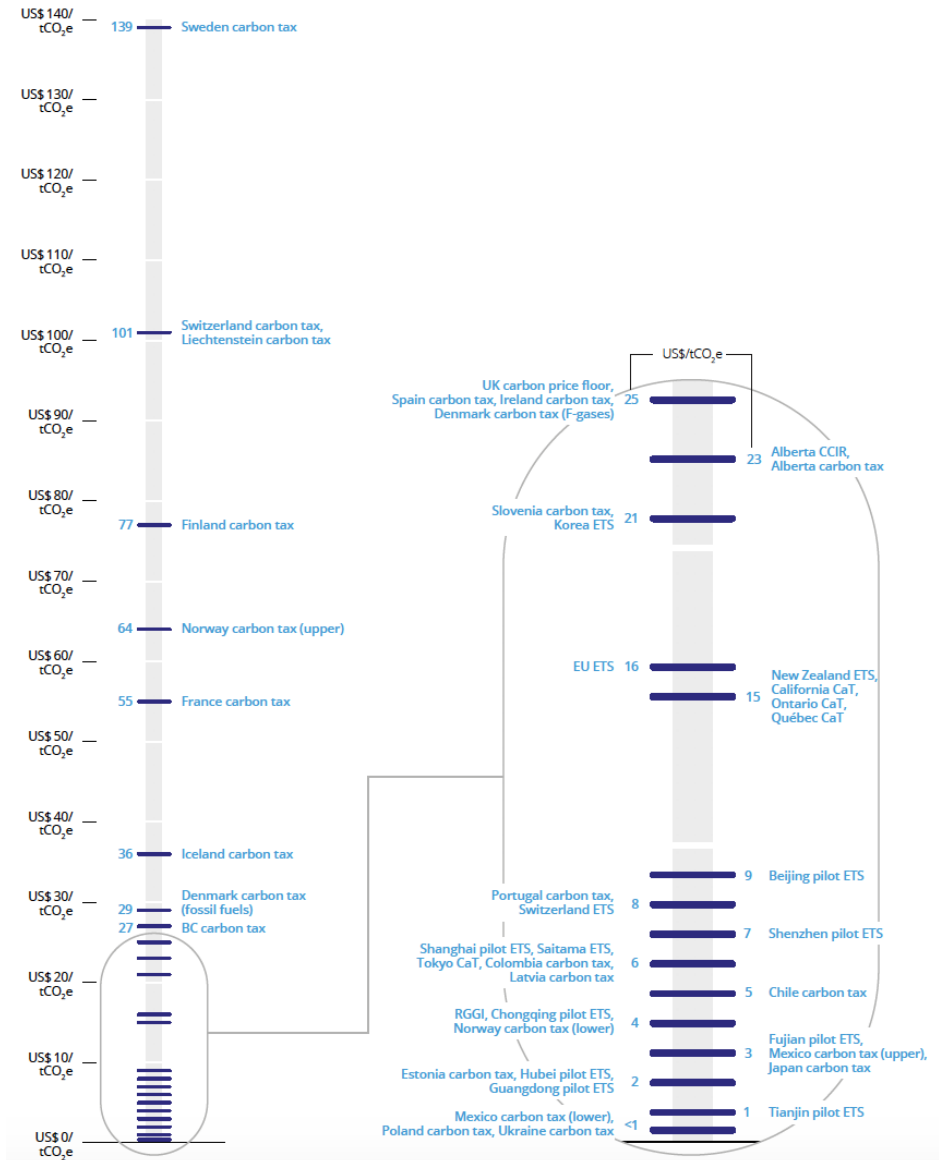 US$ 140/
tCO2e
139 Sweden carbon tax
US$ 130/
tCO2e
US$ 120/
tCO2e
US$ 110/
tCO2e
US$ 100/
tCO2e
101 Switzerland carbon tax,
Liechtenstein carbon tax
US$ 90/
tCO2e
US$ 80/
tCO2e
77 Finland carbon tax
US$ 70/
tCO2e
64 Norway carbon tax (upper)
US$ 60/
tCO2e
55 France carbon tax
US$ 50/
tCO2e
US$ 40/
tCO2e
36 Iceland carbon tax
US$ 30/
tCO2e
29 Denmark carbon tax
(fossil fuels)
27 BC carbon tax
US$ 20/
tCO2e
US$ 10/
tCO2e
US$ 0/
tCO2e
US$/tCO2e
UK carbon price floor,
Spain carbon tax, Ireland carbon tax, 25
Denmark carbon tax (F-gases)
23 Alberta CCIR,
Alberta carbon tax
Slovenia carbon tax,
Korea ETS 21
EU ETS 16
15 New Zealand ETS,
California CaT,
Ontario CaT,
Québec CaT
9 Beijing pilot ETS
Portugal carbon tax,
Switzerland ETS 8
7 Shenzhen pilot ETS
Shanghai pilot ETS, Saitama ETS,
Tokyo CaT, Colombia carbon tax, 6
Latvia carbon tax
5 Chile carbon tax
RGGI, Chongqing pilot ETS,
Norway carbon tax (lower) 4
3 Fujian pilot ETS,
Mexico carbon tax (upper),
Japan carbon tax
Estonia carbon tax, Hubei pilot ETS,
Guangdong pilot ETS 2
1 Tianjin pilot ETS
Mexico carbon tax (lower),
Poland carbon tax, Ukraine carbon tax <1